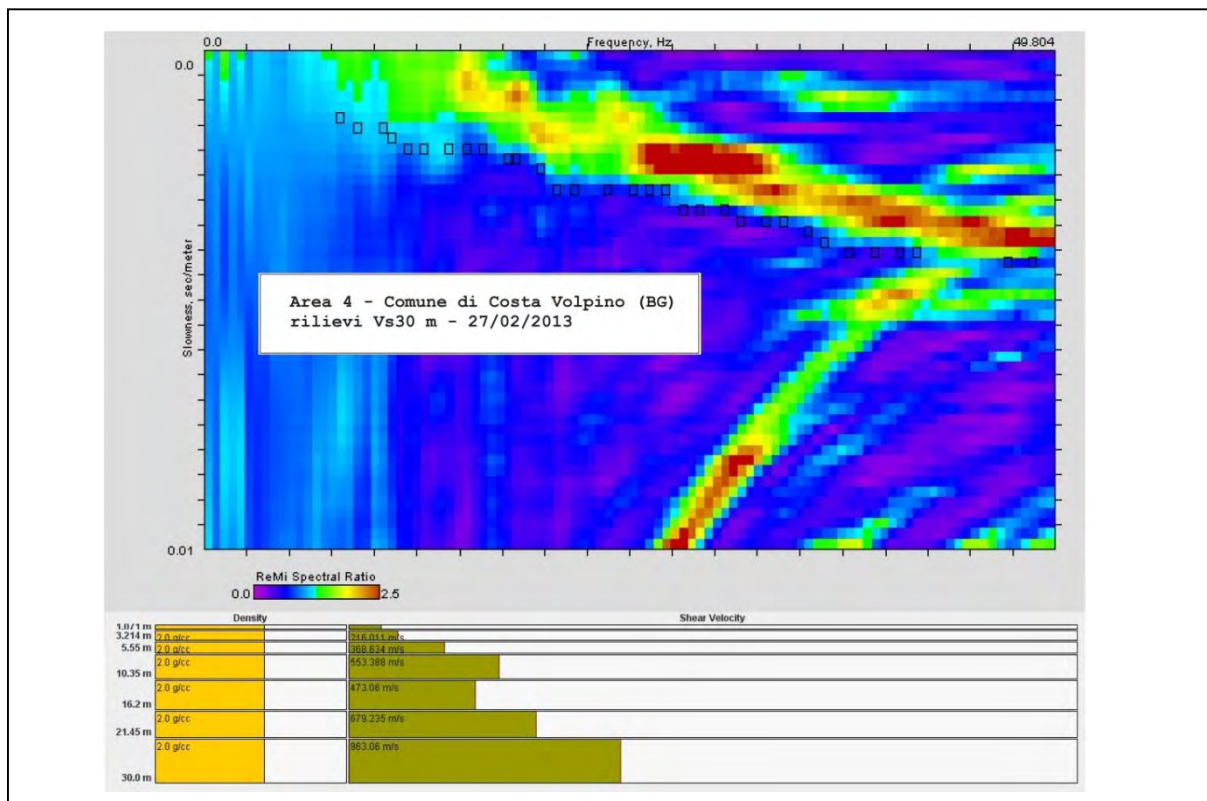 0.0 Frequency, Hz 49.804
0.0
Slowness, sec/meter
Area 4 - Comune di Costa Volpino (BG)
rilievi Vs30 m - 27/02/2013
0.01
ReMi Spectral Ratio
0.0 2.5
Density Shear Velocity
1.071 m
3.214 m 2.0 g/cc 216.011 m/s
5.55 m 2.0 g/cc 368.634 m/s
2.0 g/cc 553.388 m/s
10.35 m
2.0 g/cc 473.06 m/s
16.2 m
2.0 g/cc 679.235 m/s
21.45 m
2.0 g/cc 963.06 m/s
30.0 m